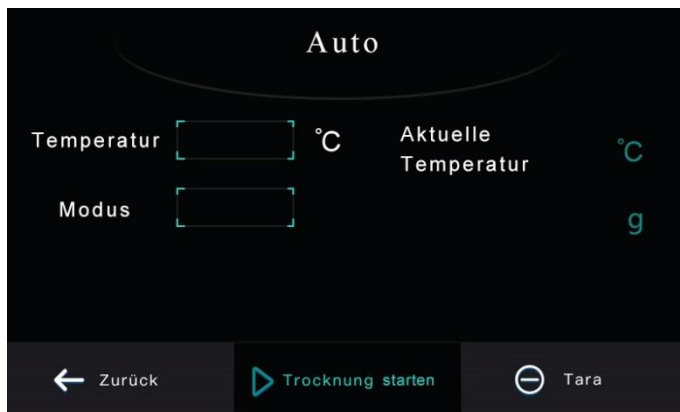 Auto
Temperatur °C
Aktuelle
Temperatur °C
Modus
g
Zurück
Trocknung starten
Tara